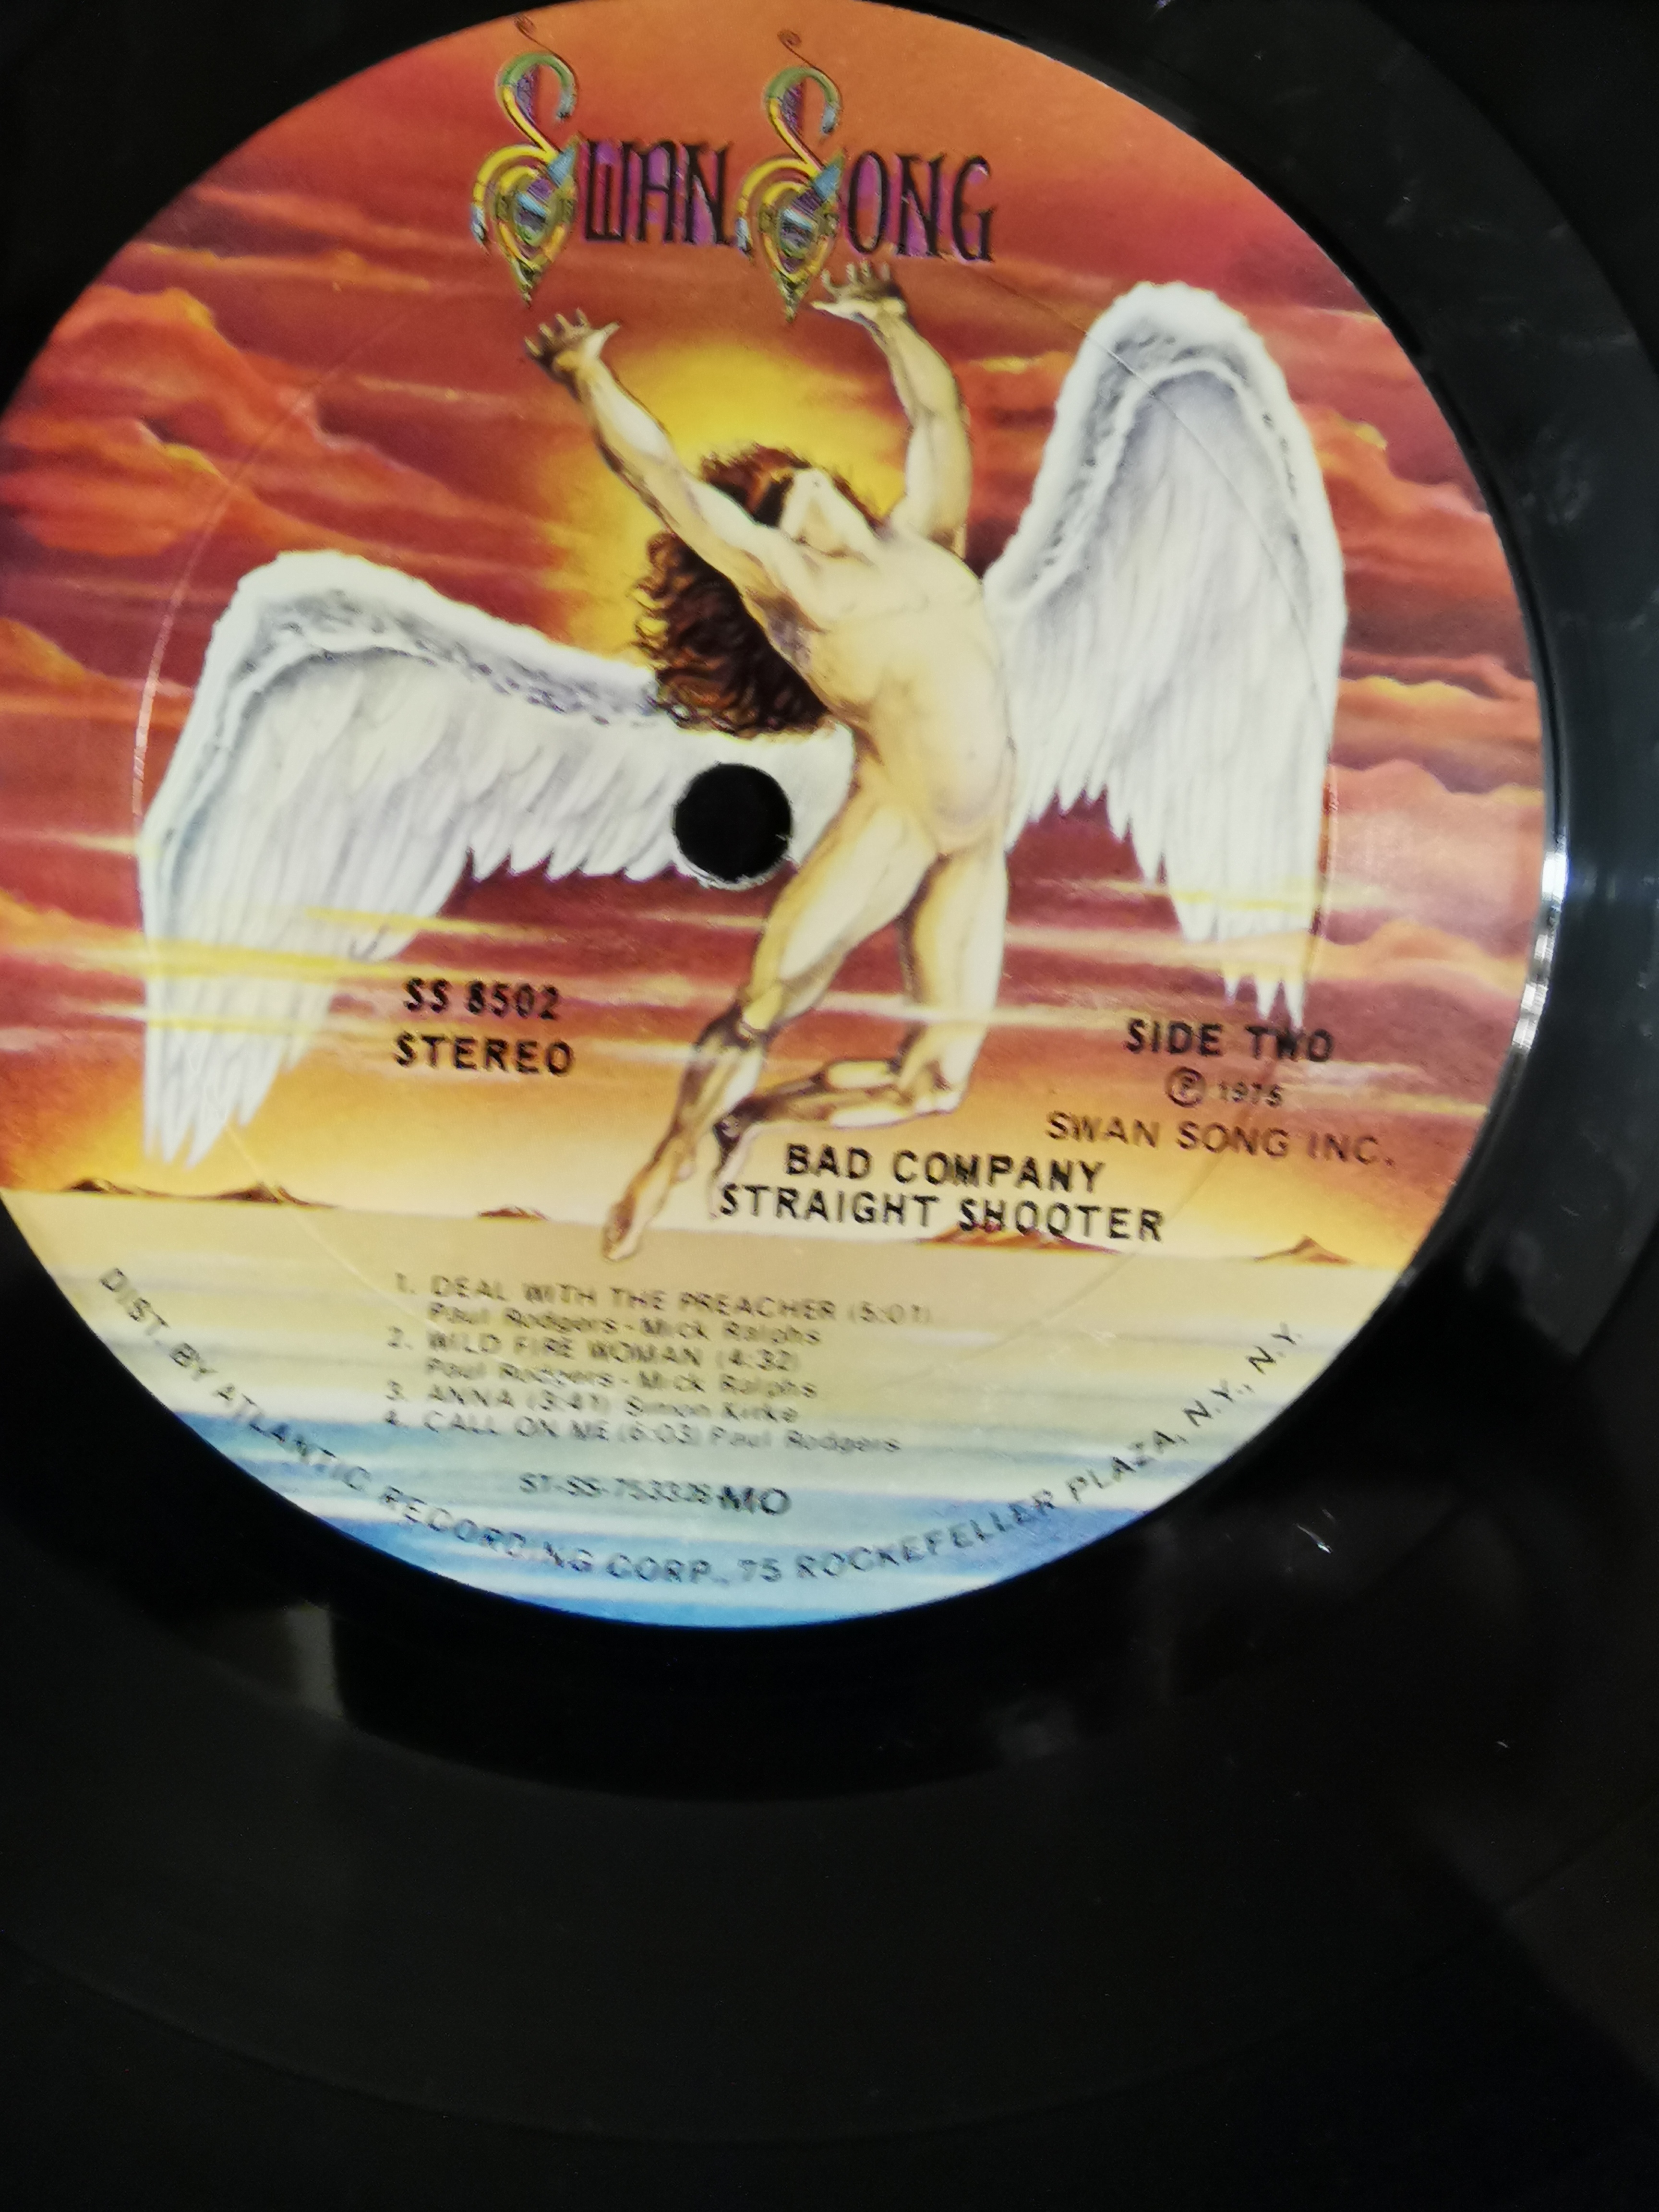 SWAN SONG
SS 8502
STEREO
SIDE TWO
Ⓟ 1975
SWAN SONG INC.
BAD COMPANY
STRAIGHT SHOOTER
1. DEAL WITH THE PREACHER (5:01)
Paul Rodgers - Mick Ralphs
2. WILD FIRE WOMAN (4:32)
Paul Rodgers - Mick Ralphs
3. ANNA (3:41) Simon Kirke
4. CALL ON ME (6:03) Paul Rodgers
ST-SS-753328-MO
DIST. BY ATLANTIC RECORDING CORP., 75 ROCKEFELLER PLAZA, N.Y., N.Y.